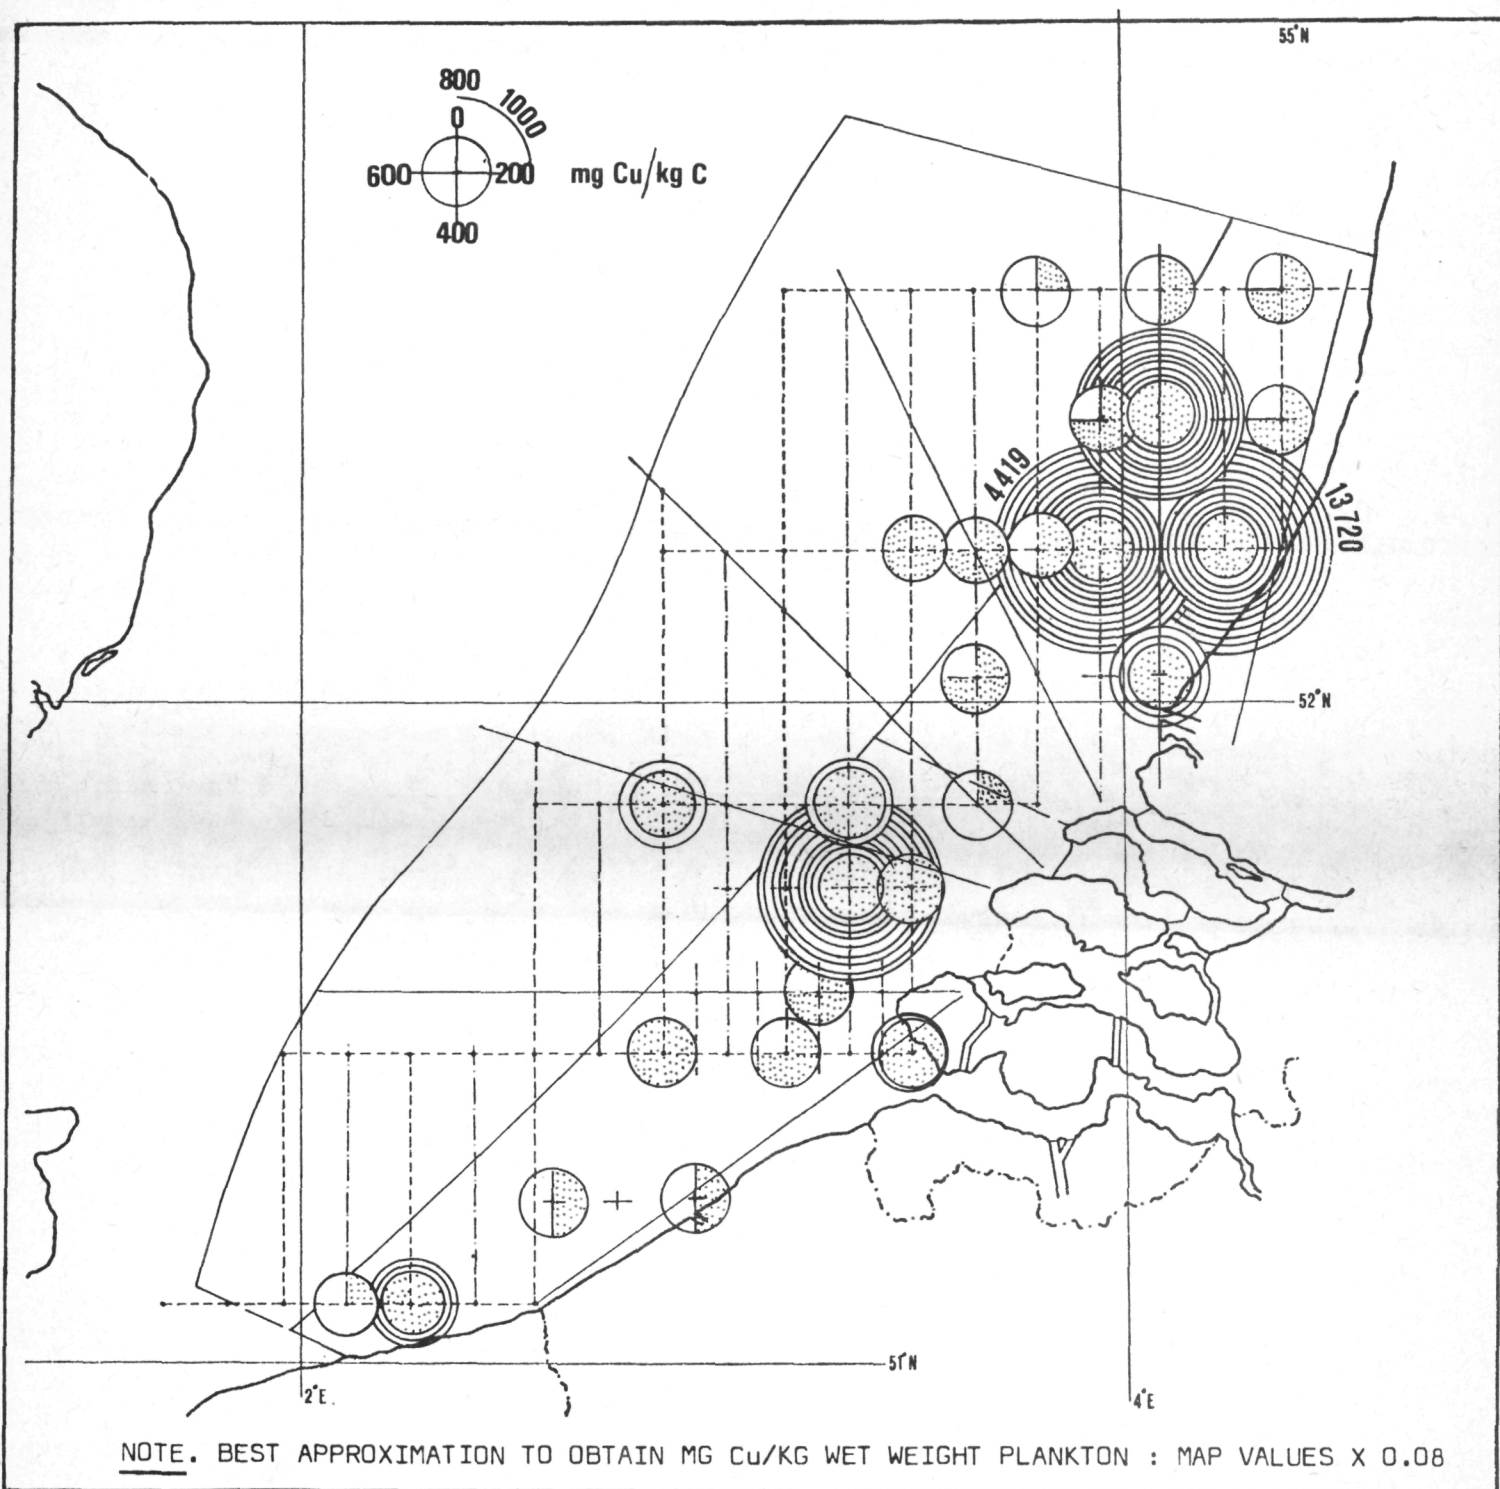 55°N
800
1000
0
600 200 mg Cu/kg C
400
4419
13720
52°N
51°N
2°E.
4°E
NOTE. BEST APPROXIMATION TO OBTAIN MG Cu/KG WET WEIGHT PLANKTON : MAP VALUES X 0.08